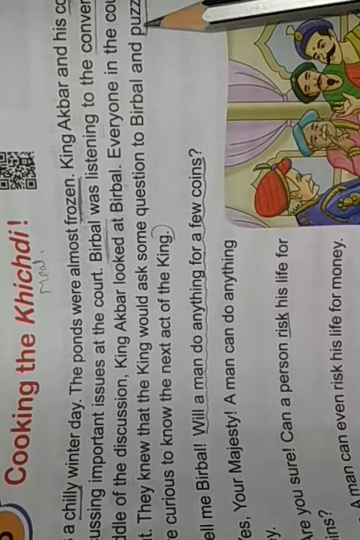 Cooking the Khichdi!
meal.
a chilly winter day. The ponds were almost frozen. King Akbar and his
ussing important issues at the court. Birbal was listening to the conver
ddle of the discussion, King Akbar looked at Birbal. Everyone in the cou
t. They knew that the King would ask some question to Birbal and puzz
e curious to know the next act of the King.
ell me Birbal! Will a man do anything for a few coins?
es, Your Majesty! A man can do anything
y.
Are you sure! Can a person risk his life for
ins?
A man can even risk his life for money.